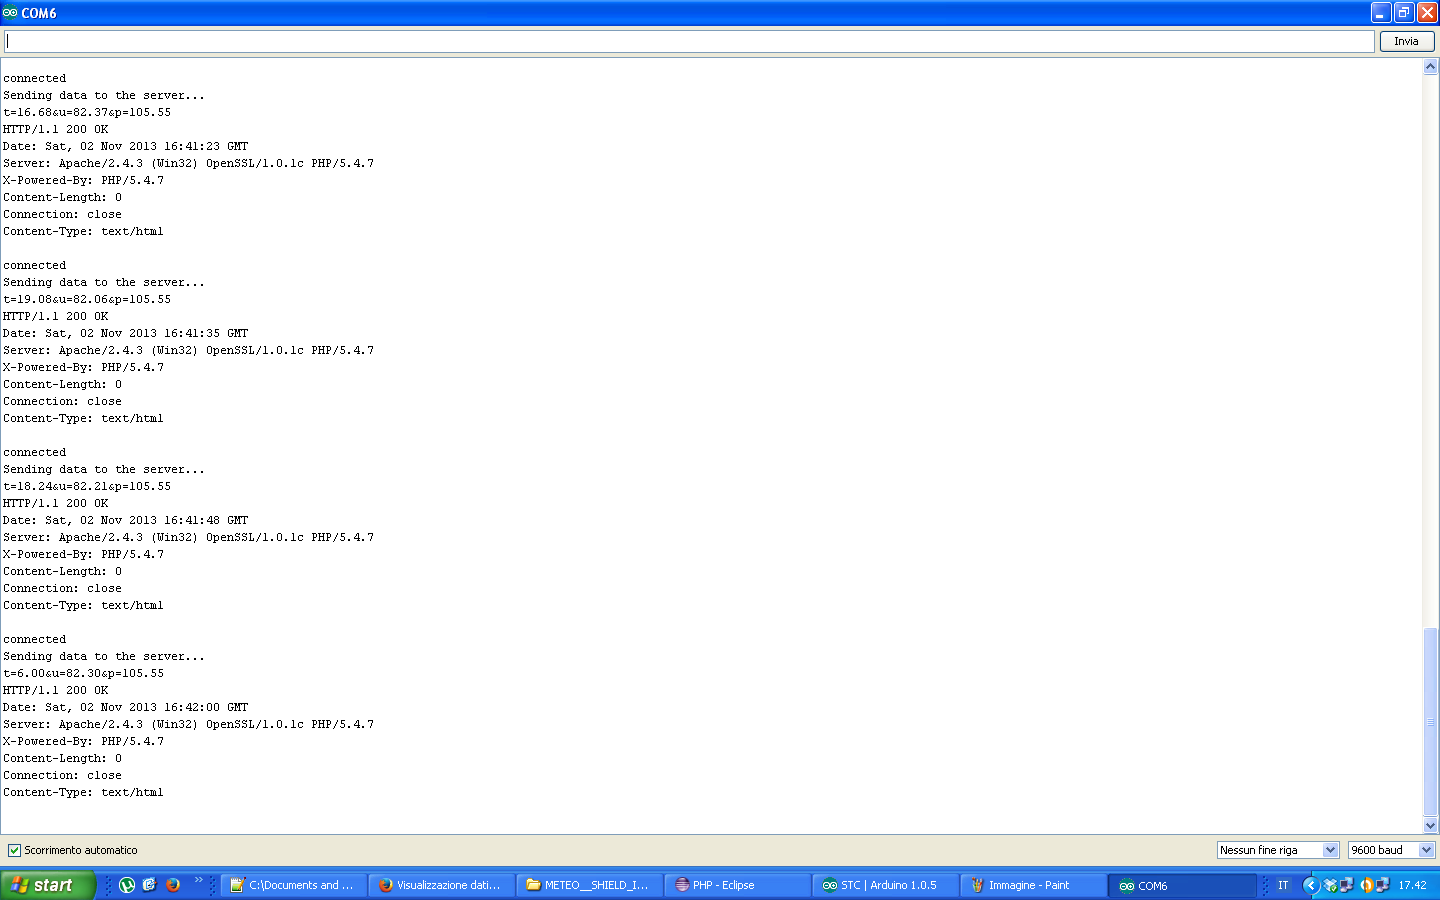 COM6
Invia
connected
Sending data to the server...
t=16.68&u=82.37&p=105.55
HTTP/1.1 200 OK
Date: Sat, 02 Nov 2013 16:41:23 GMT
Server: Apache/2.4.3 (Win32) OpenSSL/1.0.1c PHP/5.4.7
X-Powered-By: PHP/5.4.7
Content-Length: 0
Connection: close
Content-Type: text/html
connected
Sending data to the server...
t=19.08&u=82.06&p=105.55
HTTP/1.1 200 OK
Date: Sat, 02 Nov 2013 16:41:35 GMT
Server: Apache/2.4.3 (Win32) OpenSSL/1.0.1c PHP/5.4.7
X-Powered-By: PHP/5.4.7
Content-Length: 0
Connection: close
Content-Type: text/html
connected
Sending data to the server...
t=18.24&u=82.21&p=105.55
HTTP/1.1 200 OK
Date: Sat, 02 Nov 2013 16:41:48 GMT
Server: Apache/2.4.3 (Win32) OpenSSL/1.0.1c PHP/5.4.7
X-Powered-By: PHP/5.4.7
Content-Length: 0
Connection: close
Content-Type: text/html
connected
Sending data to the server...
t=6.00&u=82.30&p=105.55
HTTP/1.1 200 OK
Date: Sat, 02 Nov 2013 16:42:00 GMT
Server: Apache/2.4.3 (Win32) OpenSSL/1.0.1c PHP/5.4.7
X-Powered-By: PHP/5.4.7
Content-Length: 0
Connection: close
Content-Type: text/html
Scorrimento automatico
Nessun fine riga
9600 baud
start
C:\Documents and ...
Visualizzazione dati...
METEO__SHIELD_I...
PHP - Eclipse
STC | Arduino 1.0.5
Immagine - Paint
COM6
IT
17.42